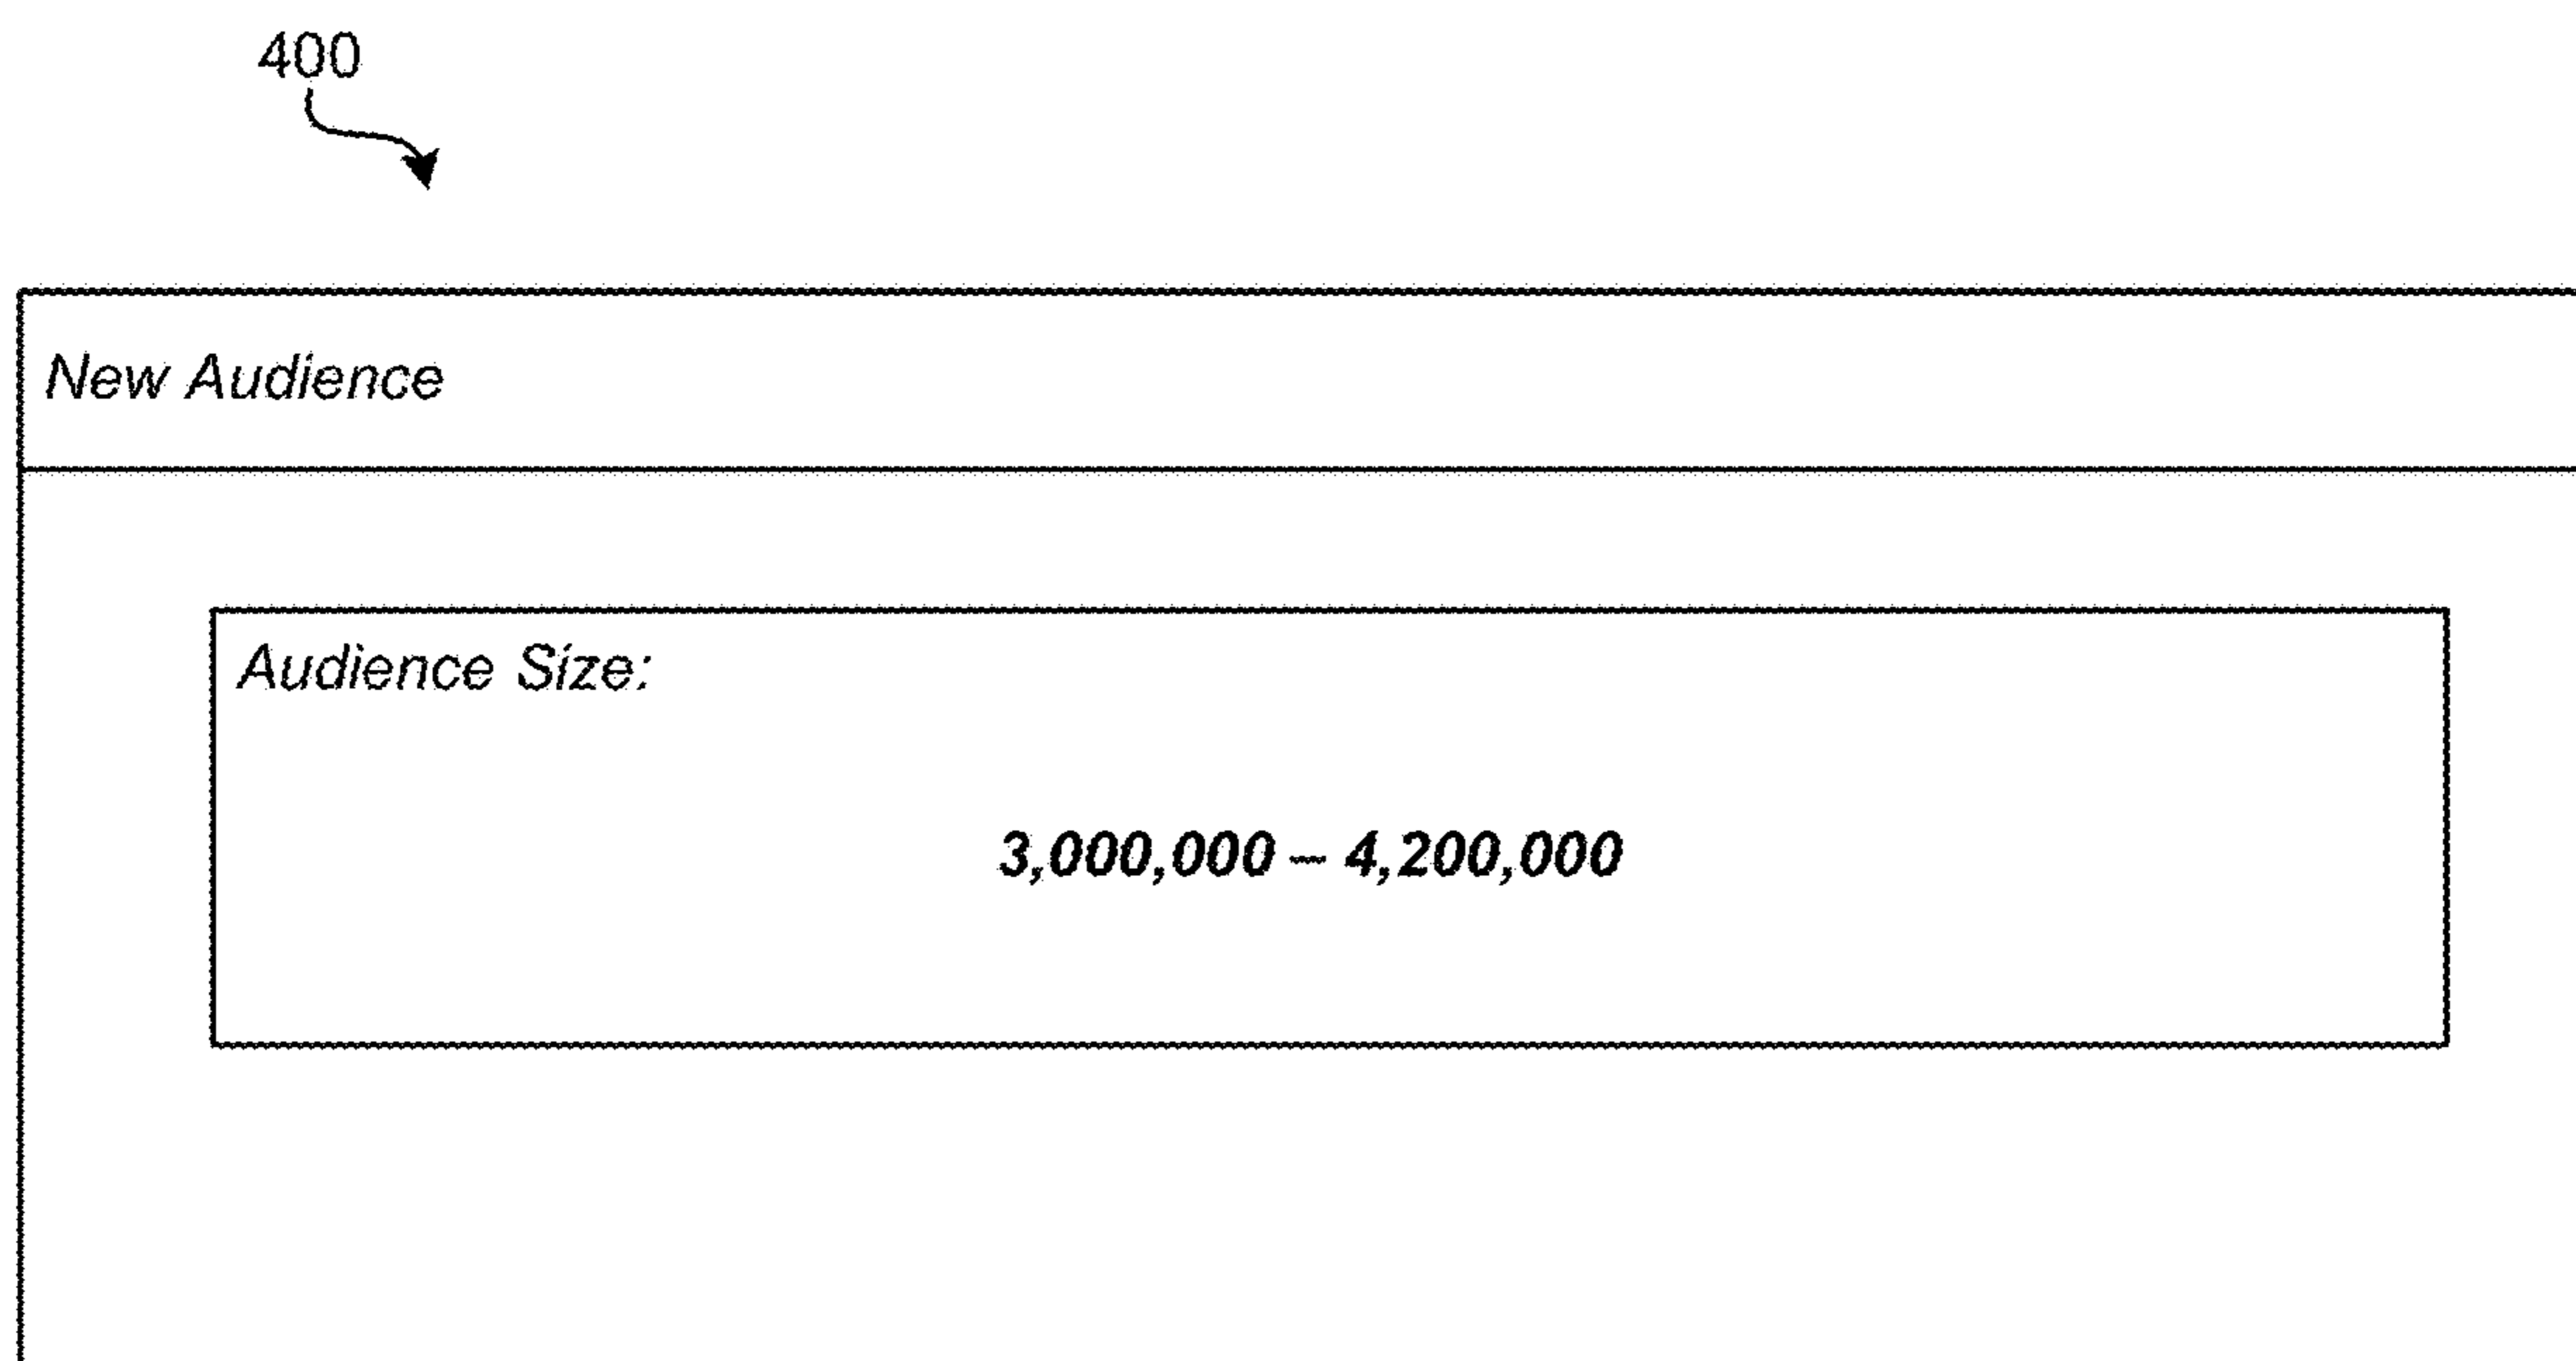 400
New Audience
Audience Size:
3,000,000 – 4,200,000